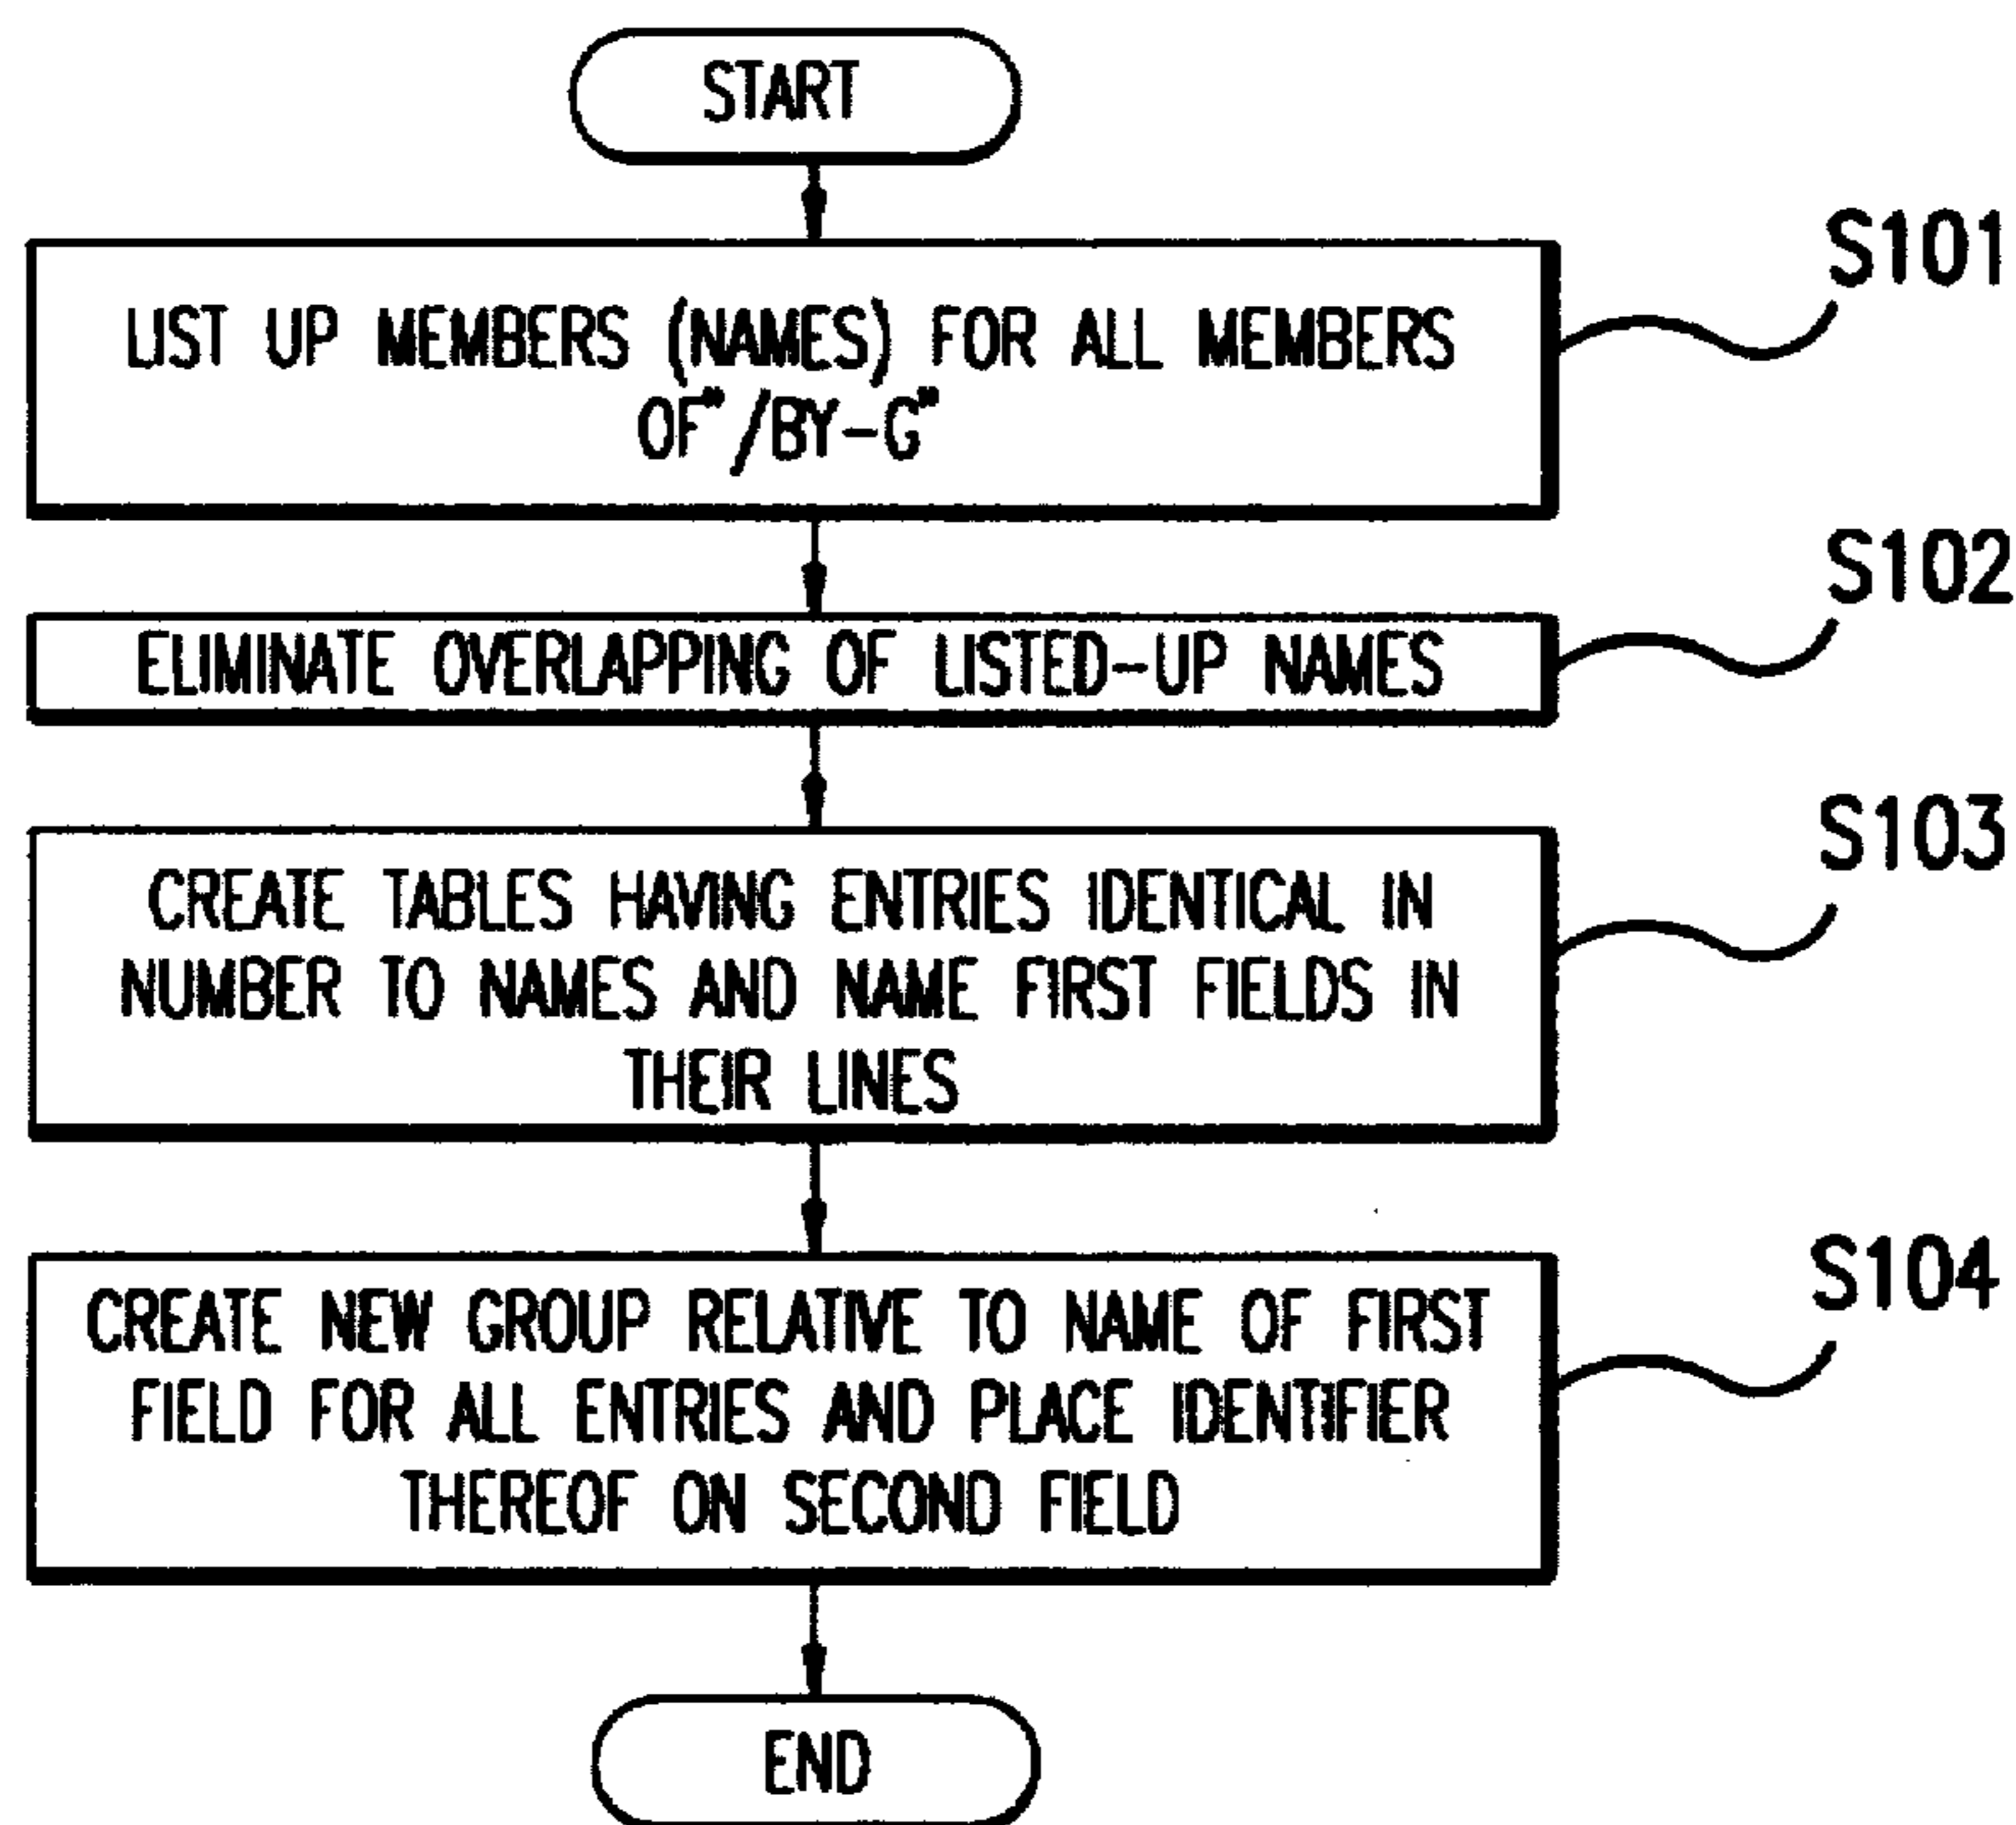 START
S101
LIST UP MEMBERS (NAMES) FOR ALL MEMBERS
OF"/BY-G"
S102
ELIMINATE OVERLAPPING OF LISTED-UP NAMES
S103
CREATE TABLES HAVING ENTRIES IDENTICAL IN
NUMBER TO NAMES AND NAME FIRST FIELDS IN
THEIR LINES
S104
CREATE NEW GROUP RELATIVE TO NAME OF FIRST
FIELD FOR ALL ENTRIES AND PLACE IDENTIFIER
THEREOF ON SECOND FIELD
END